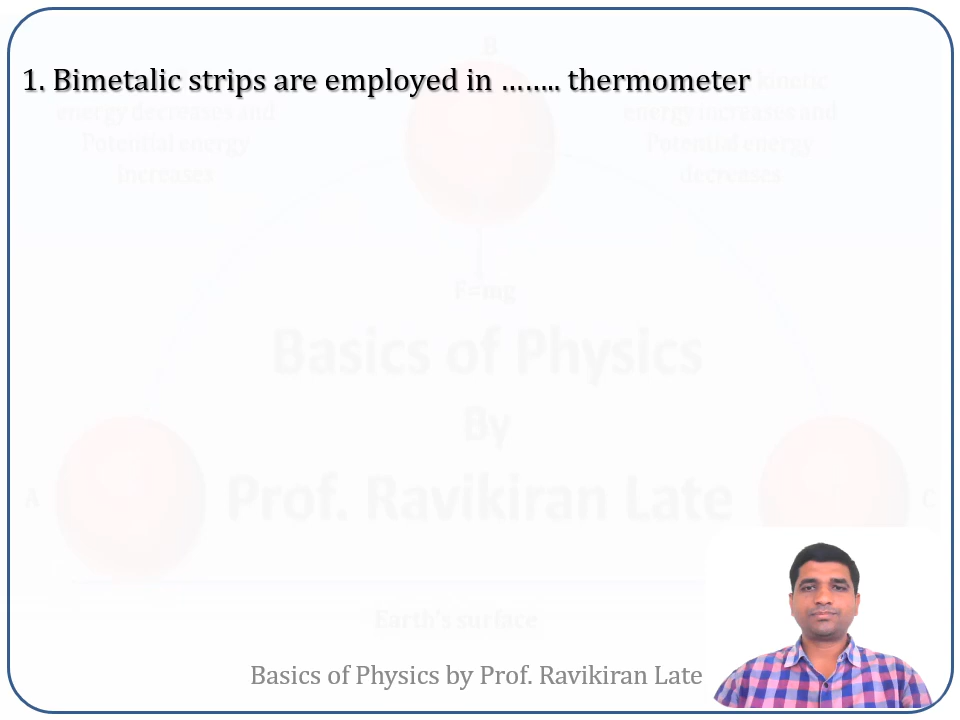 1. Bimetalic strips are employed in …….. thermometer
B
kinetic
energy decreases and
energy increases and
Potential energy
Potential energy
increases
decreases
F=mg
Basics of Physics
By
A
Prof. Ravikiran Late
C
Earth's surface
Basics of Physics by Prof. Ravikiran Late